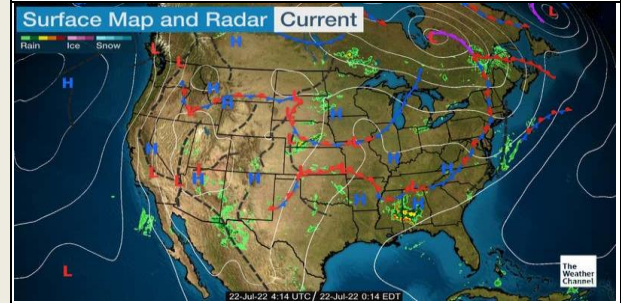 Surface Map and Radar Current
Rain Ice Snow
L
H
L
L
H
H
H
H
H
H
H
L
L
H
H
H
H
L
The
Weather
Channel
22-Jul-22 4:14 UTC / 22-Jul-22 0:14 EDT